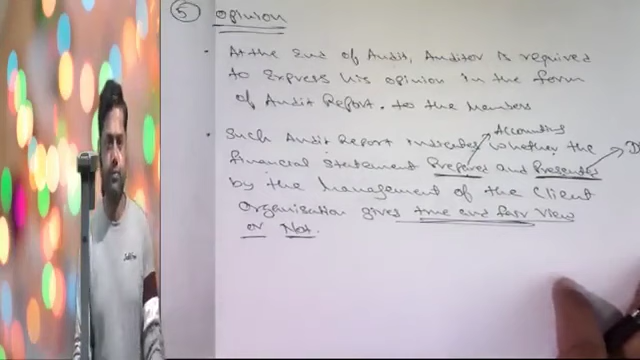 5 Opinion
• At the End of Audit, Auditor is required
to Express his opinion in the form
of Audit Report. to the Members
Accounting
• Such Audit Report indicates whether the
financial statement Prepares and Presentes D
by the Management of the Client
Organisation gives true and fair view
or Not.